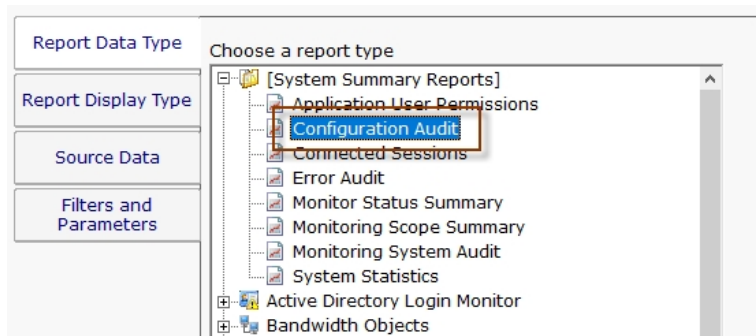 Report Data Type
Report Display Type
Source Data
Filters and
Parameters
Choose a report type
[System Summary Reports]
Application User Permissions
Configuration Audit
Connected Sessions
Error Audit
Monitor Status Summary
Monitoring Scope Summary
Monitoring System Audit
System Statistics
Active Directory Login Monitor
Bandwidth Objects